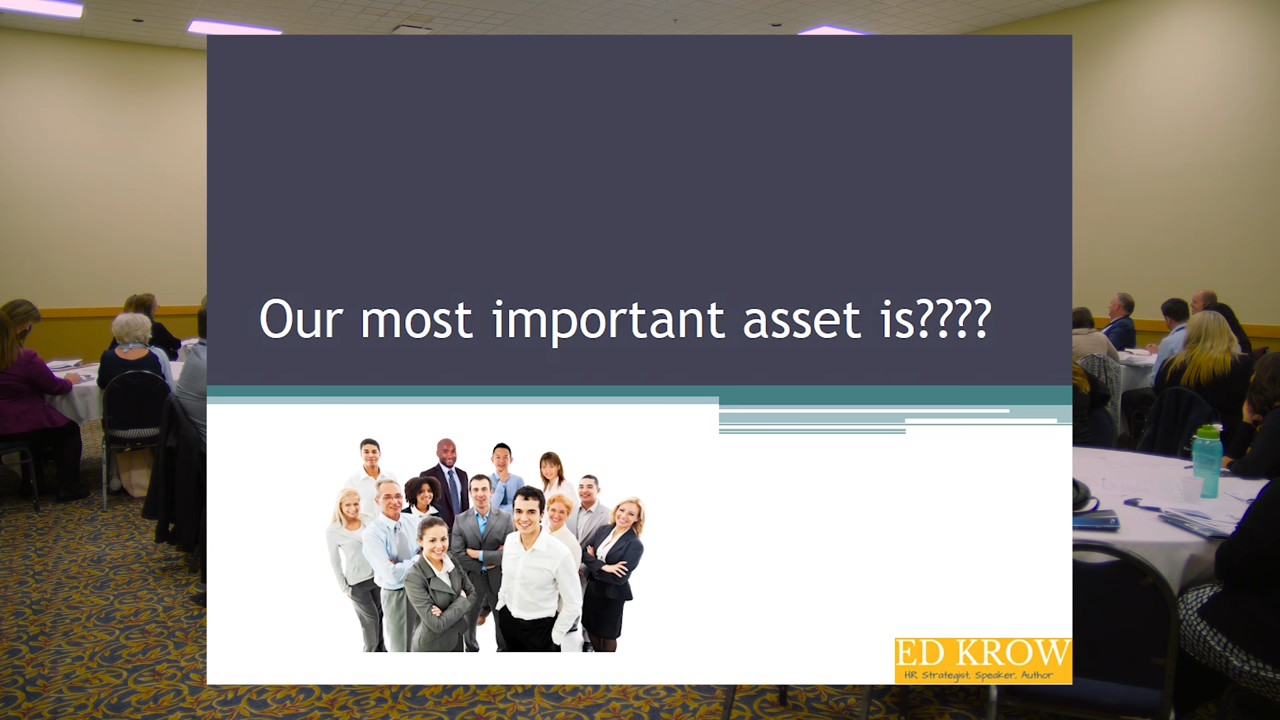 Our most important asset is????
ED KROW
HR Strategist, Speaker, Author